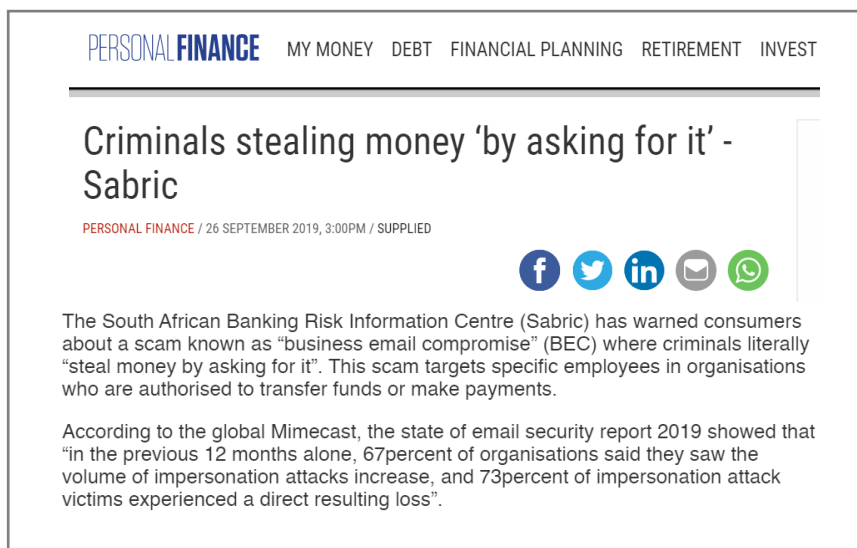 PERSONAL FINANCE MY MONEY DEBT FINANCIAL PLANNING RETIREMENT INVEST
Criminals stealing money ‘by asking for it’ -
Sabric
PERSONAL FINANCE / 26 SEPTEMBER 2019, 3:00PM / SUPPLIED
The South African Banking Risk Information Centre (Sabric) has warned consumers
about a scam known as “business email compromise” (BEC) where criminals literally
“steal money by asking for it”. This scam targets specific employees in organisations
who are authorised to transfer funds or make payments.
According to the global Mimecast, the state of email security report 2019 showed that
“in the previous 12 months alone, 67percent of organisations said they saw the
volume of impersonation attacks increase, and 73percent of impersonation attack
victims experienced a direct resulting loss”.